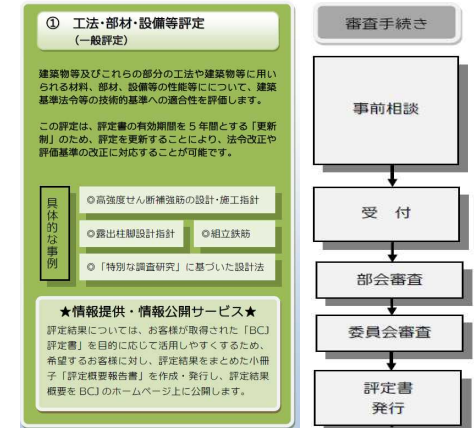 ① 工法･部材･設備等評定
（一般評定）
建築物等及びこれらの部分の工法や建築物等に用い
られる材料、部材、設備等の性能等にについて、建築
基準法令等の技術的基準への適合性を評価します。
この評定は、評定書の有効期間を５年間とする「更新
制」のため、評定を更新することにより、法令改正や
評価基準の改正に対応することが可能です。
具体的な事例
◎高強度せん断補強筋の設計･施工指針
◎露出柱脚設計指針
◎組立鉄筋
◎「特別な調査研究」に基づいた設計法
★情報提供・情報公開サービス★
評定結果については、お客様が取得された「BCJ
評定書」を目的に応じて活用しやすくするため、
希望するお客様に対し、評定結果をまとめた小冊
子「評定概要報告書」を作成・発行し、評定結果
概要を BCJ のホームページ上に公開します。
審査手続き
事前相談
受 付
部会審査
委員会審査
評定書
発行